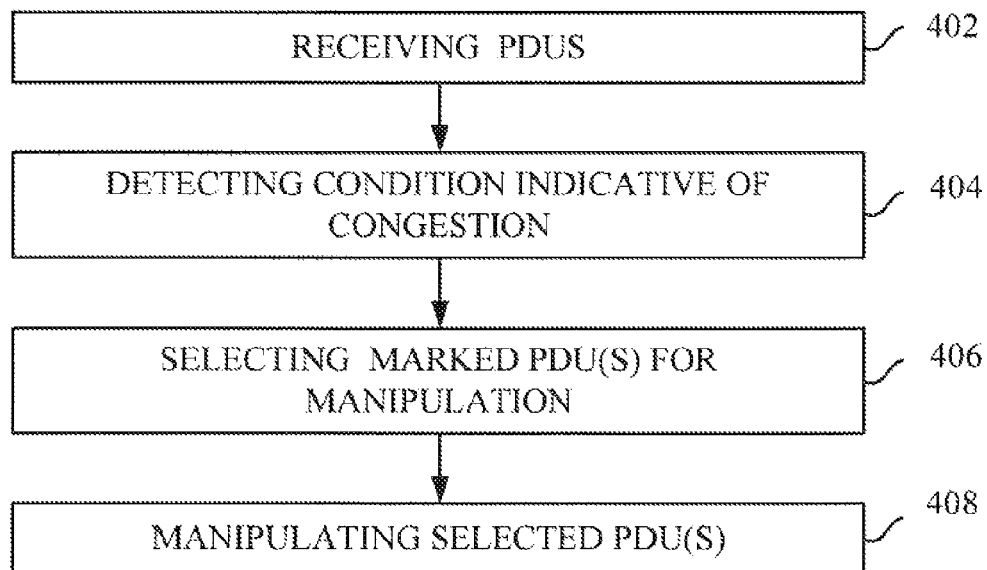 RECEIVING PDUS
402
DETECTING CONDITION INDICATIVE OF
CONGESTION
404
SELECTING MARKED PDU(S) FOR
MANIPULATION
406
MANIPULATING SELECTED PDU(S)
408